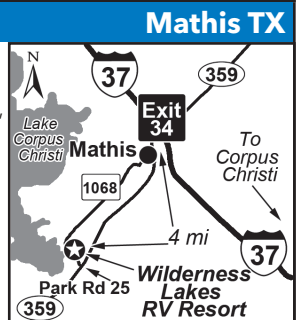 Mathis TX
N
37
359
Exit
34
Lake
Corpus
Christi
Mathis
To
Corpus
Christi
1068
4 mi
37
Wilderness
Lakes
RV Resort
Park Rd 25
359